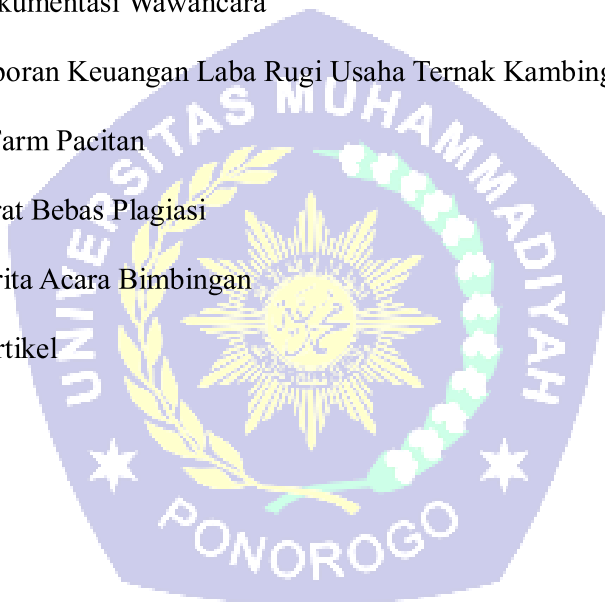 kumentasi Wawancara
poran Keuangan Laba Rugi Usaha Ternak Kambing
Farm Pacitan
rat Bebas Plagiasi
rita Acara Bimbingan
rtikel
UNIVERSITAS MUHAMMADIYAH
PONOROGO